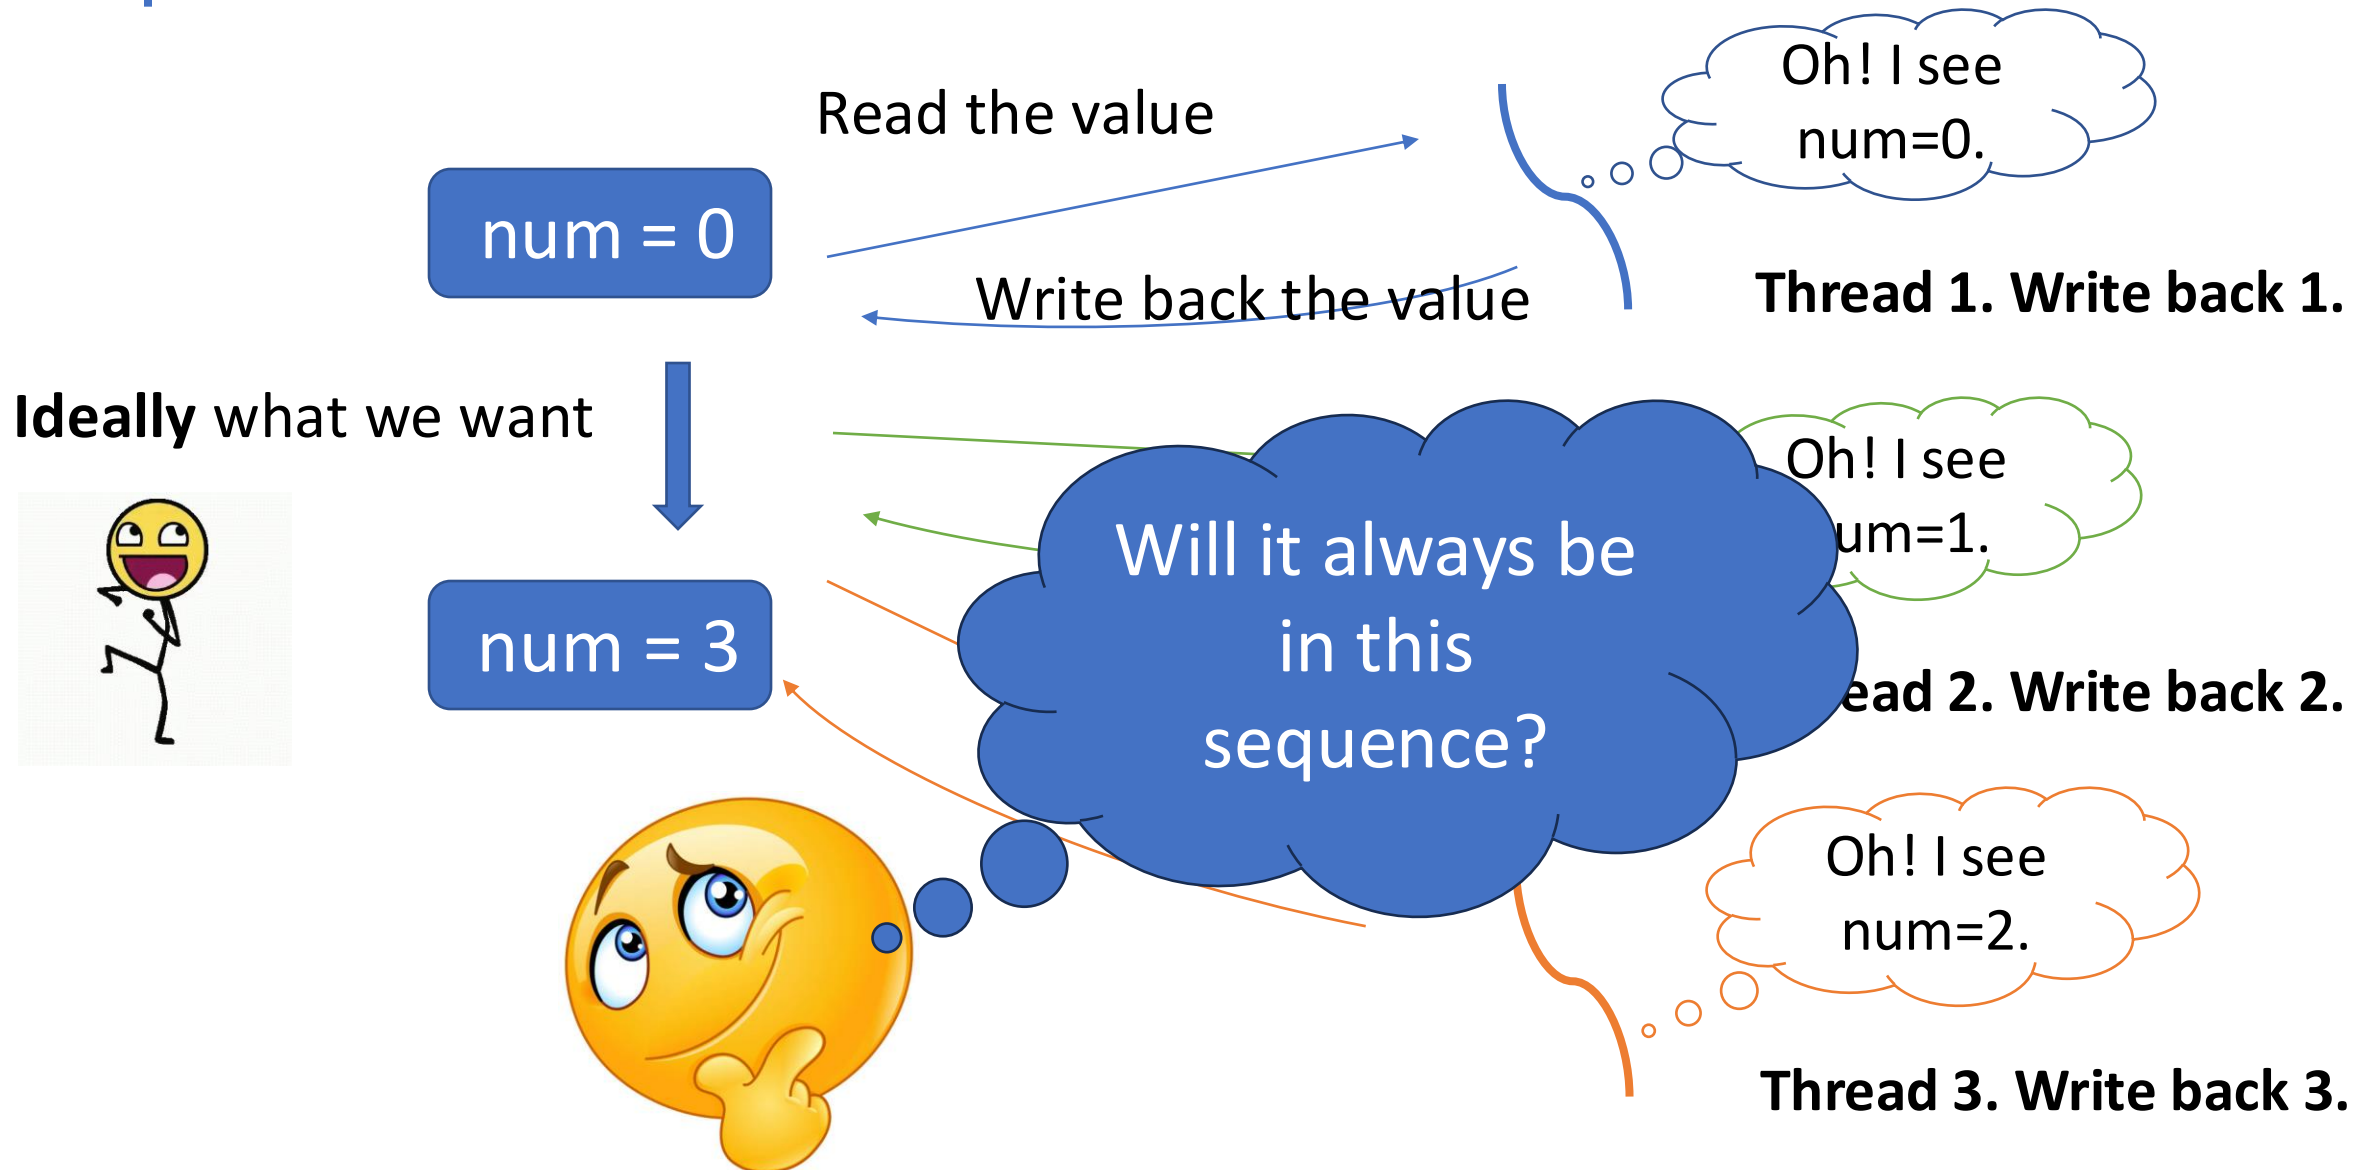 Oh! I see
num=0.
Read the value
num = 0
Write back the value
Thread 1. Write back 1.
Ideally what we want
Oh! I see
um=1.
Will it always be
in this
sequence?
num = 3
ead 2. Write back 2.
Oh! I see
num=2.
Thread 3. Write back 3.